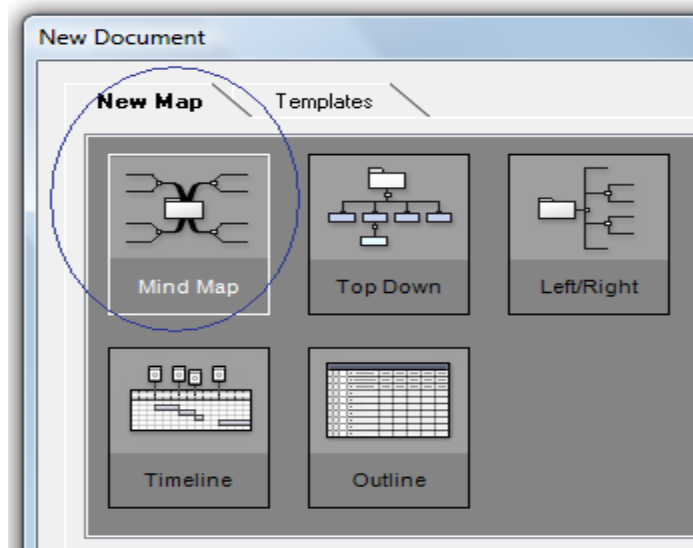 New Document
New Map Templates
Mind Map Top Down Left/Right
Timeline Outline